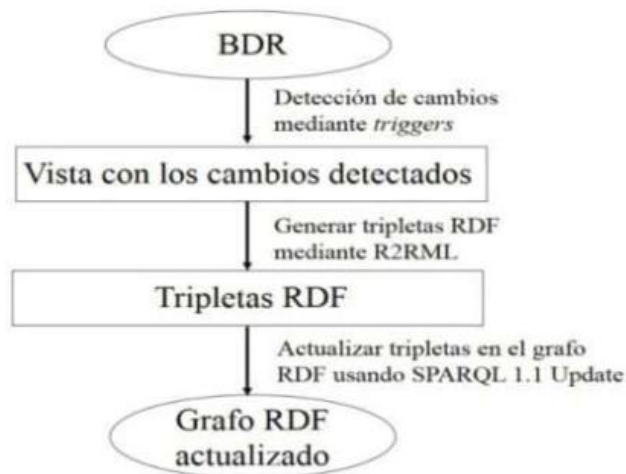 BDR
Detección de cambios
mediante triggers
Vista con los cambios detectados
Generar tripletas RDF
mediante R2RML
Tripletas RDF
Actualizar tripletas en el grafo
RDF usando SPARQL 1.1 Update
Grafo RDF
actualizado